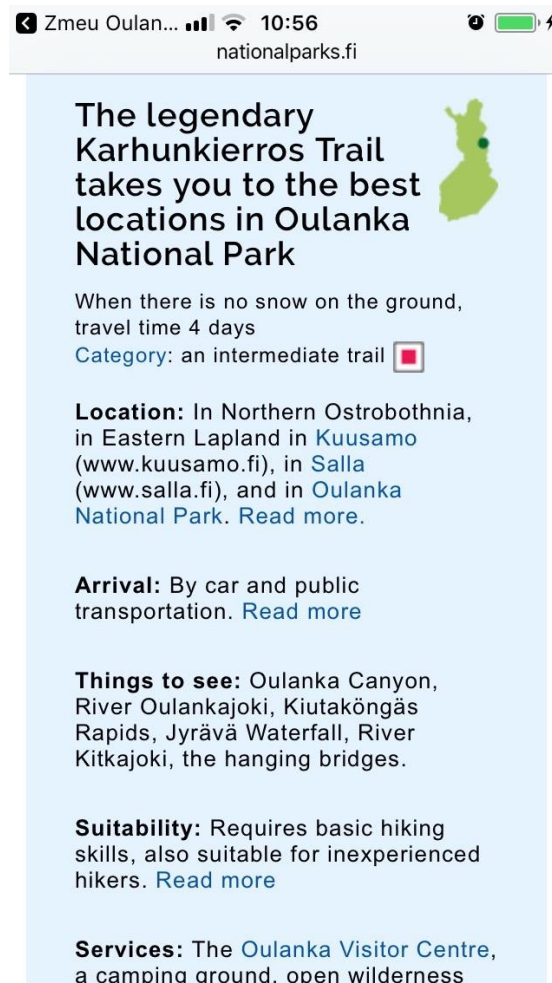 Zmeu Oulan... 10:56
nationalparks.fi
The legendary
Karhunkierros Trail
takes you to the best
locations in Oulanka
National Park
When there is no snow on the ground,
travel time 4 days
Category: an intermediate trail
Location: In Northern Ostrobothnia,
in Eastern Lapland in Kuusamo
(www.kuusamo.fi), in Salla
(www.salla.fi), and in Oulanka
National Park. Read more.
Arrival: By car and public
transportation. Read more
Things to see: Oulanka Canyon,
River Oulankajoki, Kiutaköngäs
Rapids, Jyrävä Waterfall, River
Kitkajoki, the hanging bridges.
Suitability: Requires basic hiking
skills, also suitable for inexperienced
hikers. Read more
Services: The Oulanka Visitor Centre,
a camping ground, open wilderness